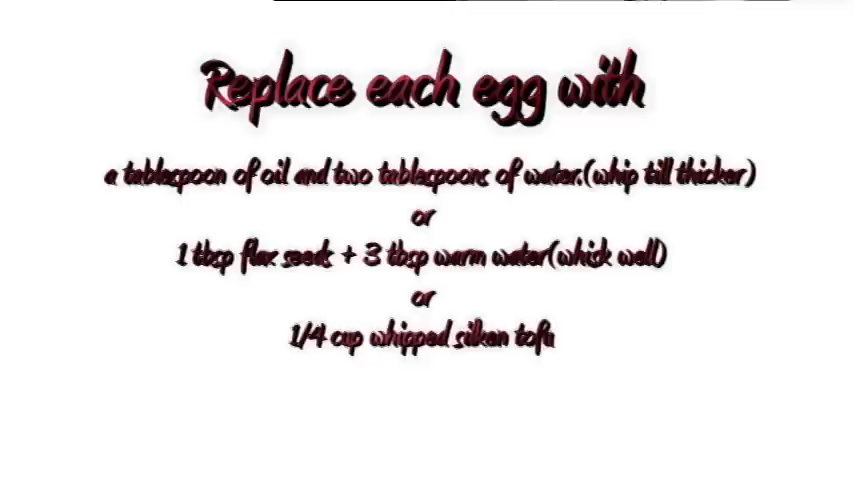 Replace each egg with
a tablespoon of oil and two tablespoons of water.(whip till thicker)
or
1 tbsp flax seeds + 3 tbsp warm water(whisk well)
or
1/4 cup whipped silken tofu